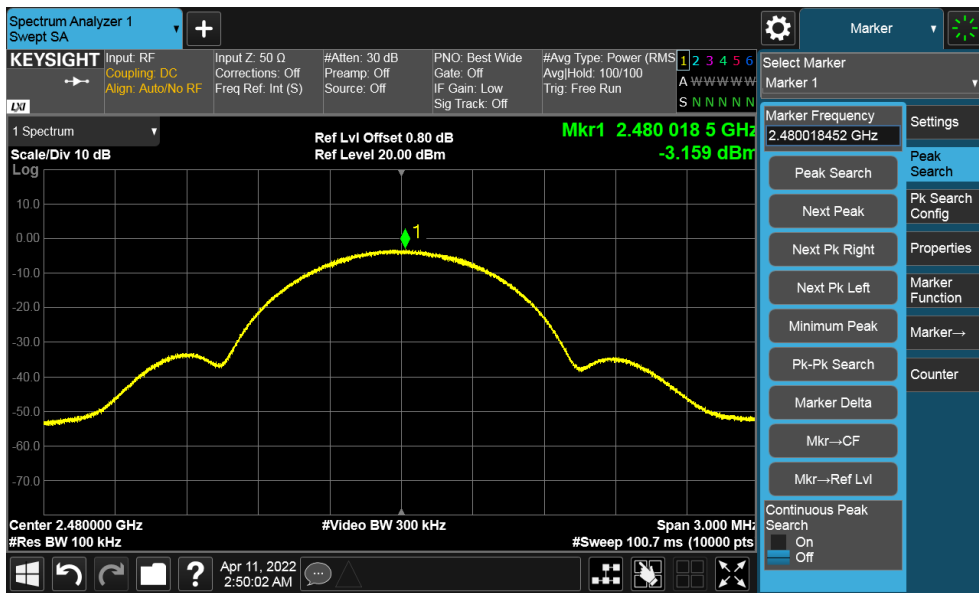 Spectrum Analyzer 1
Swept SA
+
Marker
KEYSIGHT
LXI
Input: RF
Coupling: DC
Align: Auto/No RF
Input Z: 50 Ω
Corrections: Off
Freq Ref: Int (S)
#Atten: 30 dB
Preamp: Off
Source: Off
PNO: Best Wide
Gate: Off
IF Gain: Low
Sig Track: Off
#Avg Type: Power (RMS
Avg|Hold: 100/100
Trig: Free Run
1 2 3 4 5 6
A W W W W W
S N N N N N
Select Marker
Marker 1
1 Spectrum
Scale/Div 10 dB
Log
Ref Lvl Offset 0.80 dB
Ref Level 20.00 dBm
Mkr1 2.480 018 5 GHz
-3.159 dBm
10.0
0.00
-10.0
-20.0
-30.0
-40.0
-50.0
-60.0
-70.0
1
Center 2.480000 GHz
#Res BW 100 kHz
#Video BW 300 kHz
Span 3.000 MHz
#Sweep 100.7 ms (10000 pts
Marker Frequency
2.480018452 GHz
Peak Search
Next Peak
Next Pk Right
Next Pk Left
Minimum Peak
Pk-Pk Search
Marker Delta
Mkr→CF
Mkr→Ref Lvl
Continuous Peak
Search
On
Off
Settings
Peak
Search
Pk Search
Config
Properties
Marker
Function
Marker→
Counter
?
Apr 11, 2022
2:50:02 AM